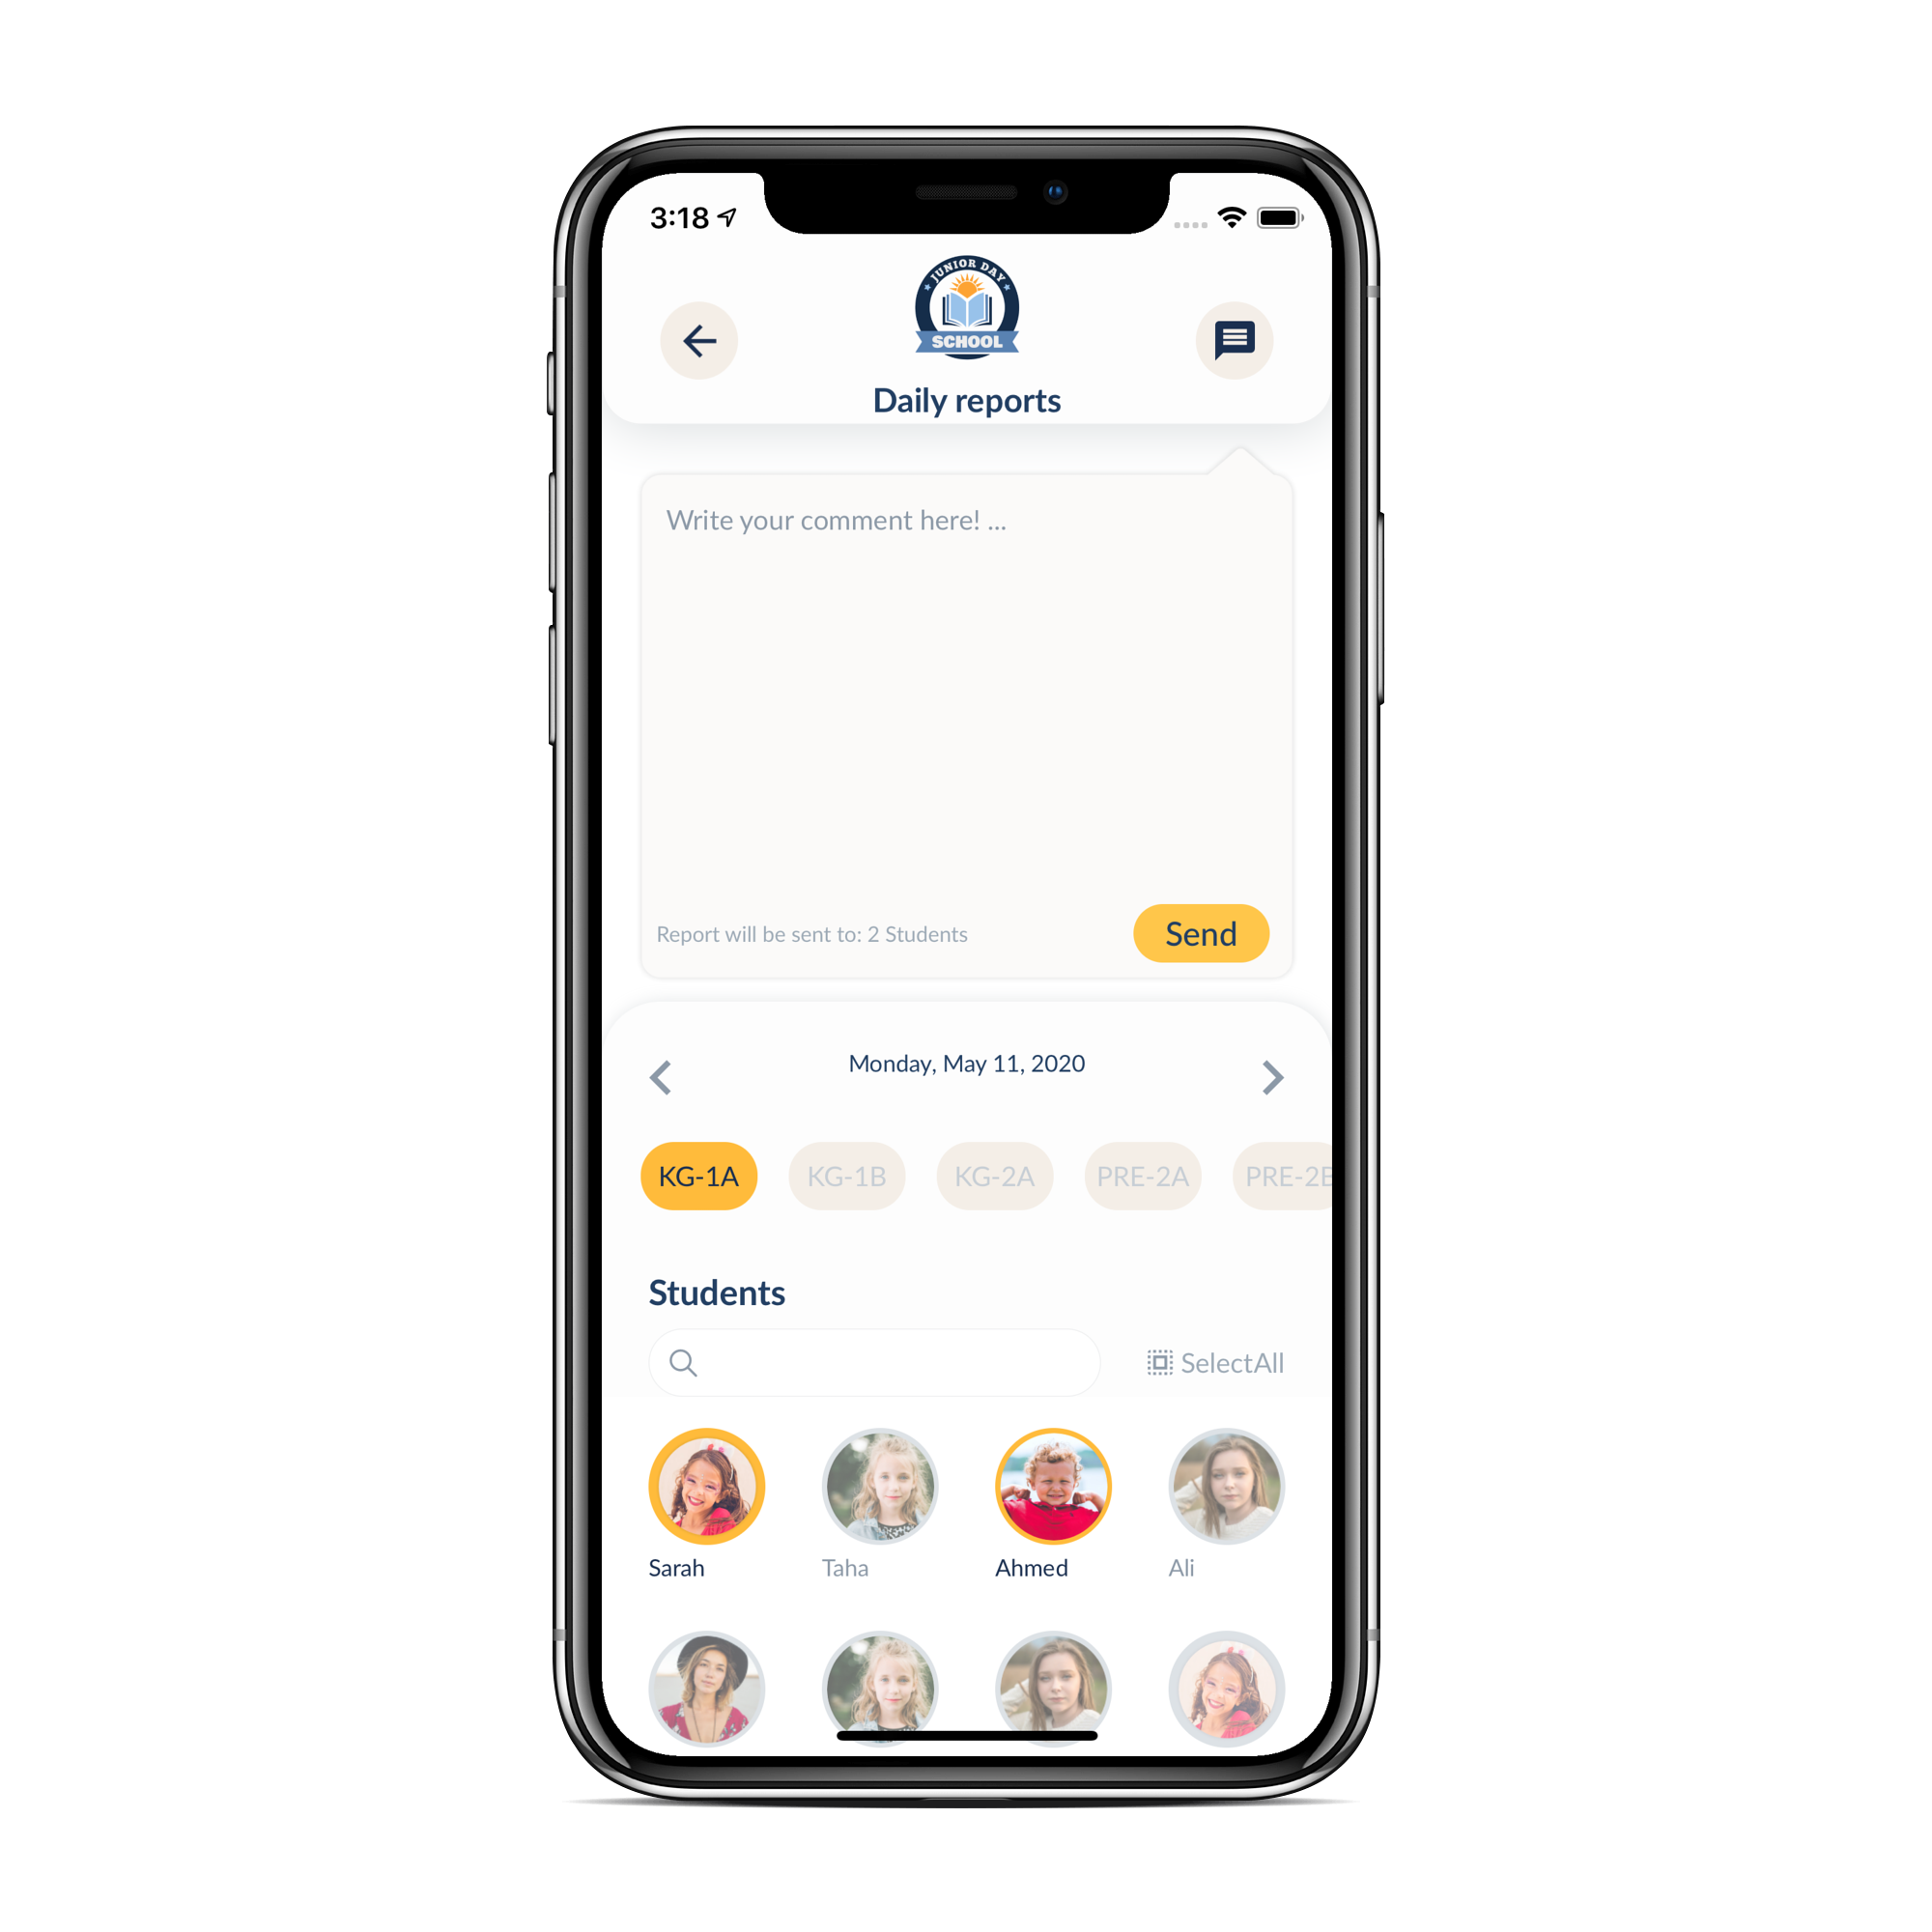 3:18
JUNIOR DAY
SCHOOL
Daily reports
Write your comment here! ...
Report will be sent to: 2 Students
Send
Monday, May 11, 2020
KG-1A KG-1B KG-2A PRE-2A PRE-2B
Students
SelectAll
Sarah Taha Ahmed Ali